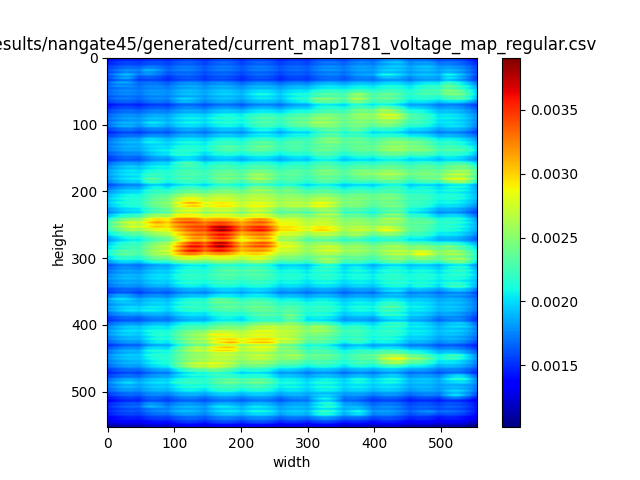 esults/nangate45/generated/current_map1781_voltage_map_regular.csv
0
100
200
300
400
500
height
0 100 200 300 400 500
width
0.0035
0.0030
0.0025
0.0020
0.0015